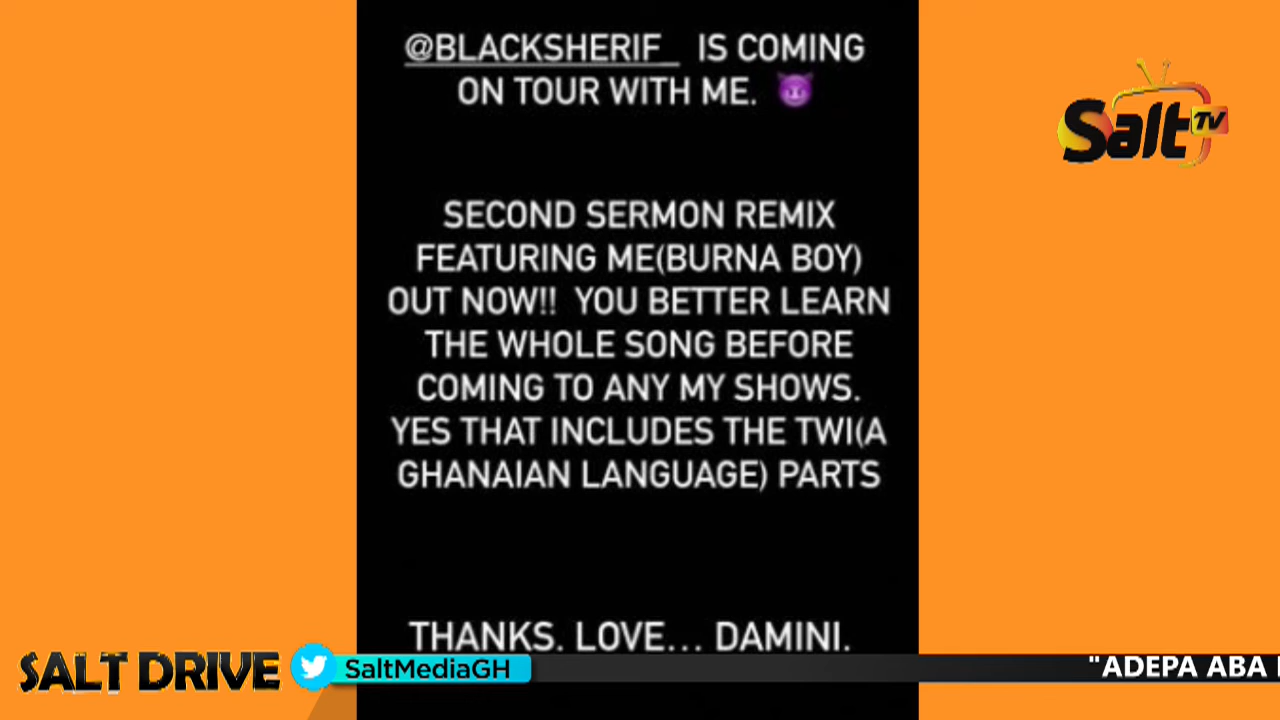 @BLACKSHERIF_ IS COMING
ON TOUR WITH ME. 😈
Salt TV
SECOND SERMON REMIX
FEATURING ME(BURNA BOY)
OUT NOW!! YOU BETTER LEARN
THE WHOLE SONG BEFORE
COMING TO ANY MY SHOWS.
YES THAT INCLUDES THE TWI(A
GHANAIAN LANGUAGE) PARTS
THANKS. LOVE... DAMINI.
SALT DRIVE
SaltMediaGH
"ADEPA ABA